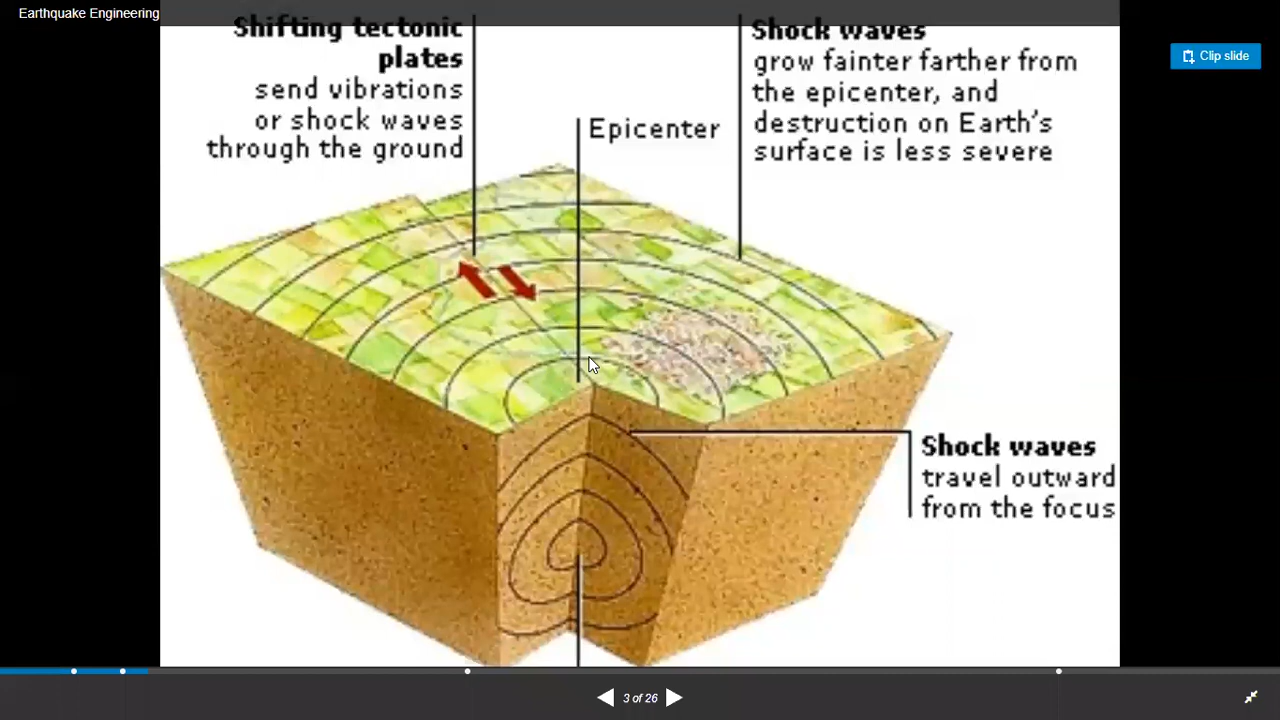 Earthquake Engineering
Shifting tectonic
plates
send vibrations
or shock waves
through the ground
Epicenter
Shock waves
grow fainter farther from
the epicenter, and
destruction on Earth's
surface is less severe
Clip slide
Shock waves
travel outward
from the focus
3 of 26